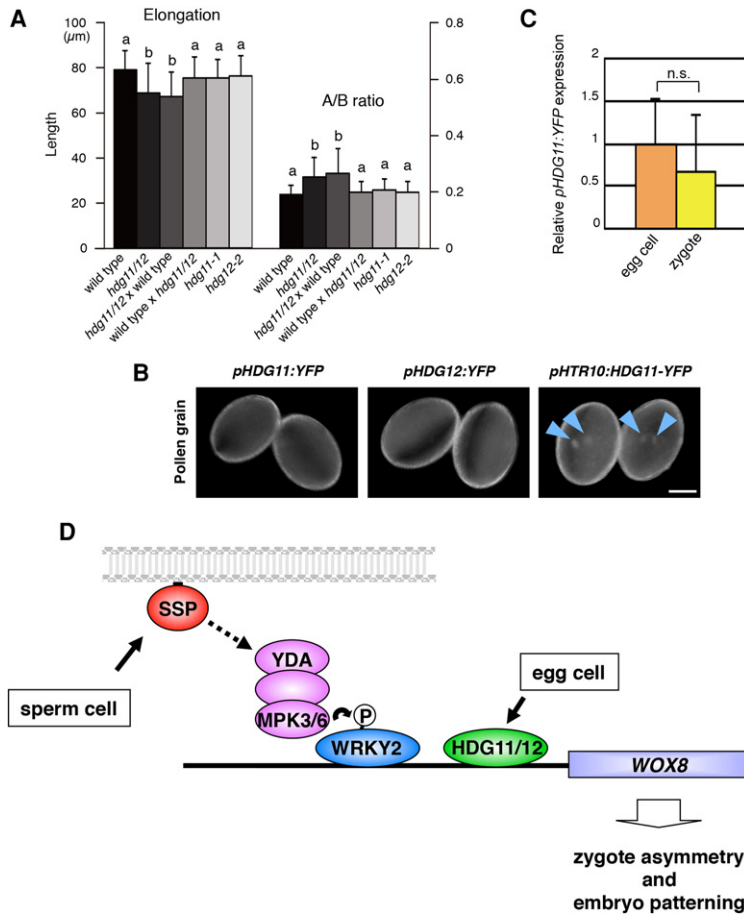 A
Elongation
100
(μm)
80
60
40
20
0
Length
a
b
b
a
a
a
A/B ratio
a
b
b
a
a
a
0.8
0.6
0.4
0.2
0
wild type
hdg11/12
hdg11/12 x wild type
wild type x hdg11/12
hdg11-1
hdg12-2
wild type
hdg11/12
hdg11/12 x wild type
wild type x hdg11/12
hdg11-1
hdg12-2
C
Relative pHDG11:YFP expression
2
1.5
1
0.5
0
n.s.
egg cell
zygote
B
pHDG11:YFP
pHDG12:YFP
pHTR10:HDG11-YFP
Pollen grain
D
SSP
sperm cell
YDA
MPK3/6
P
WRKY2
egg cell
HDG11/12
WOX8
zygote asymmetry
and
embryo patterning